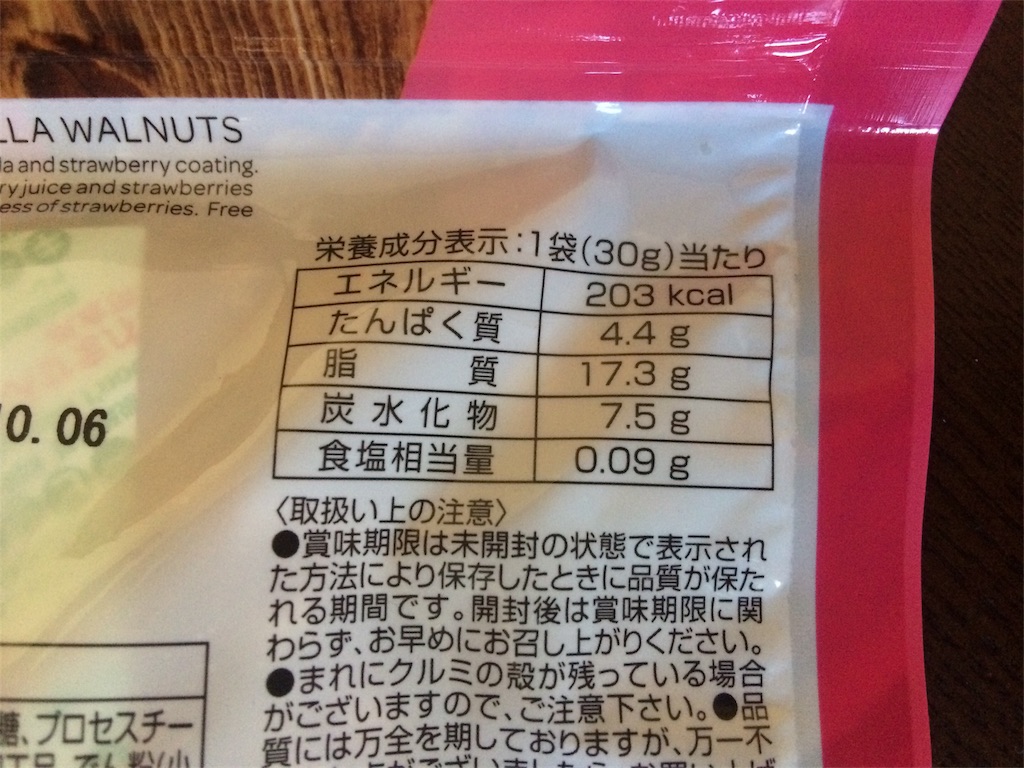 LLA WALNUTS
and strawberry coating.
juice and strawberries
of strawberries. Free
栄養成分表示:1袋(30g)当たり
エネルギー 203 kcal
たんぱく質 4.4 g
脂質 17.3 g
炭水化物 7.5 g
食塩相当量 0.09 g
0. 06
〈取扱い上の注意〉
●賞味期限は未開封の状態で表示され
た方法により保存したときに品質が保た
れる期間です。開封後は賞味期限に関
わらず、お早めにお召し上がりください。
●まれにクルミの殻が残っている場合
がございますので、ご注意下さい。●品
質には万全を期しておりますが、万一不
糖、プロセスチー